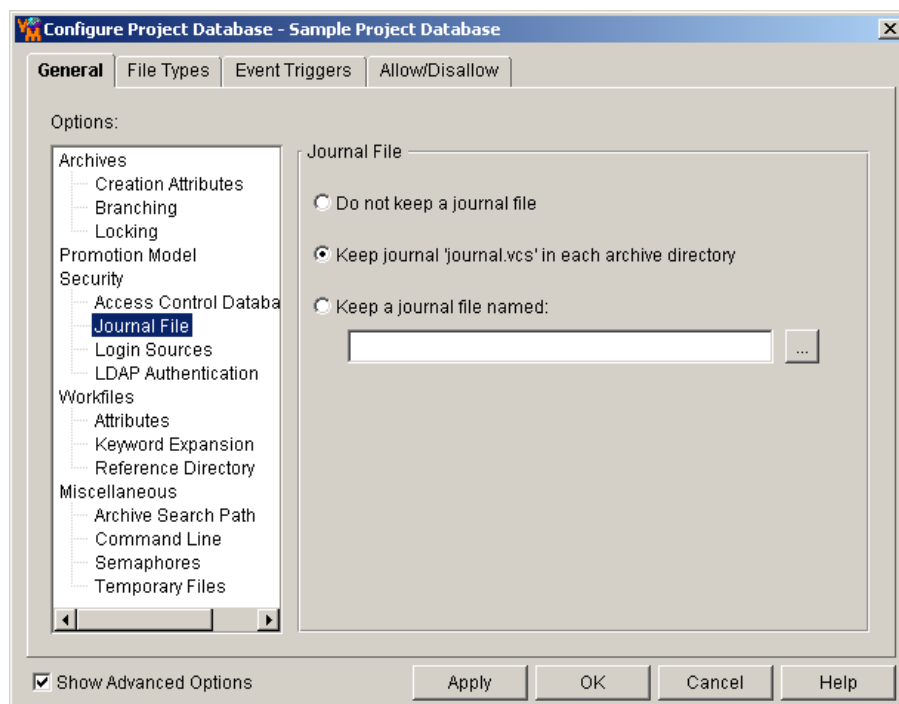 Configure Project Database - Sample Project Database
General File Types Event Triggers Allow/Disallow
Options:
Archives
Creation Attributes
Branching
Locking
Promotion Model
Security
Access Control Databa
Journal File
Login Sources
LDAP Authentication
Workfiles
Attributes
Keyword Expansion
Reference Directory
Miscellaneous
Archive Search Path
Command Line
Semaphores
Temporary Files
Journal File
Do not keep a journal file
Keep journal 'journal.vcs' in each archive directory
Keep a journal file named:
...
Show Advanced Options
Apply OK Cancel Help